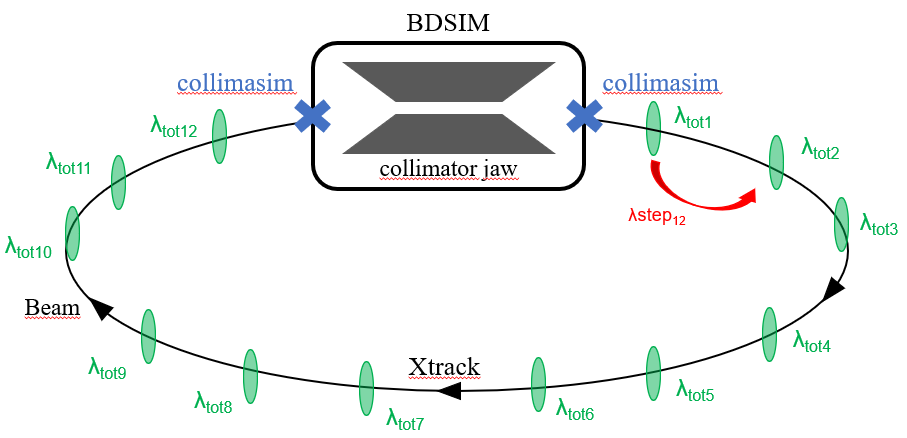 BDSIM
collimasim
collimasim
λtot12
λtot1
λtot11
collimator jaw
λtot2
λstep12
λtot3
λtot10
Beam
λtot4
Xtrack
λtot9
λtot5
λtot8
λtot6
λtot7